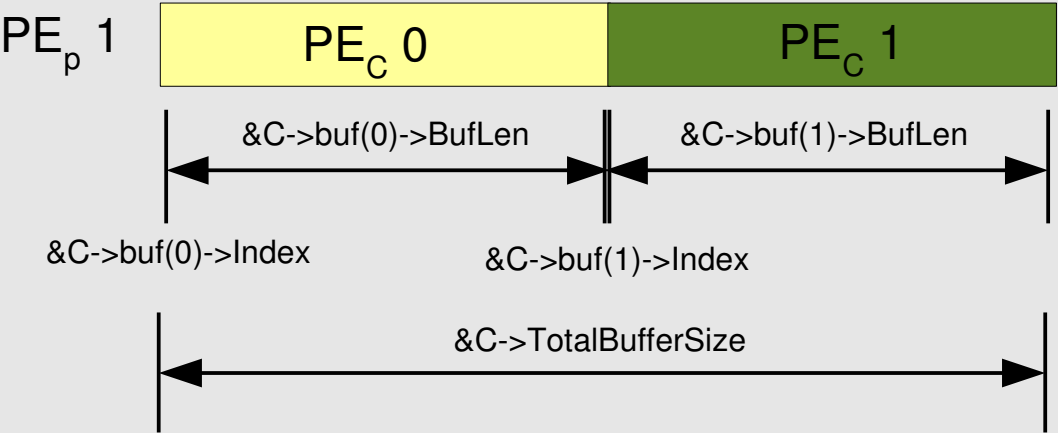 PEp 1 PEC 0 PEC 1
&C->buf(0)->BufLen &C->buf(1)->BufLen
&C->buf(0)->Index &C->buf(1)->Index
&C->TotalBufferSize